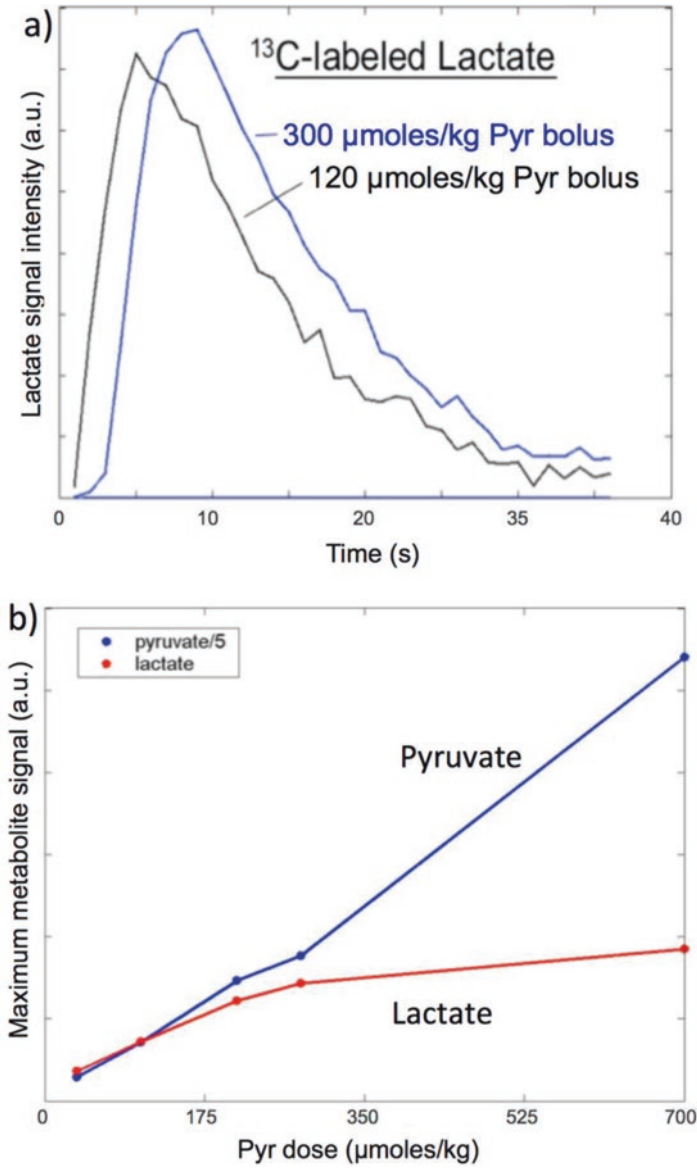 a)
¹³C-labeled Lactate
300 µmoles/kg Pyr bolus
120 µmoles/kg Pyr bolus
Lactate signal intensity (a.u.)
0 10 20 35 40
Time (s)
b)
pyruvate/5
lactate
Pyruvate
Lactate
Maximum metabolite signal (a.u.)
0 175 350 525 700
Pyr dose (µmoles/kg)